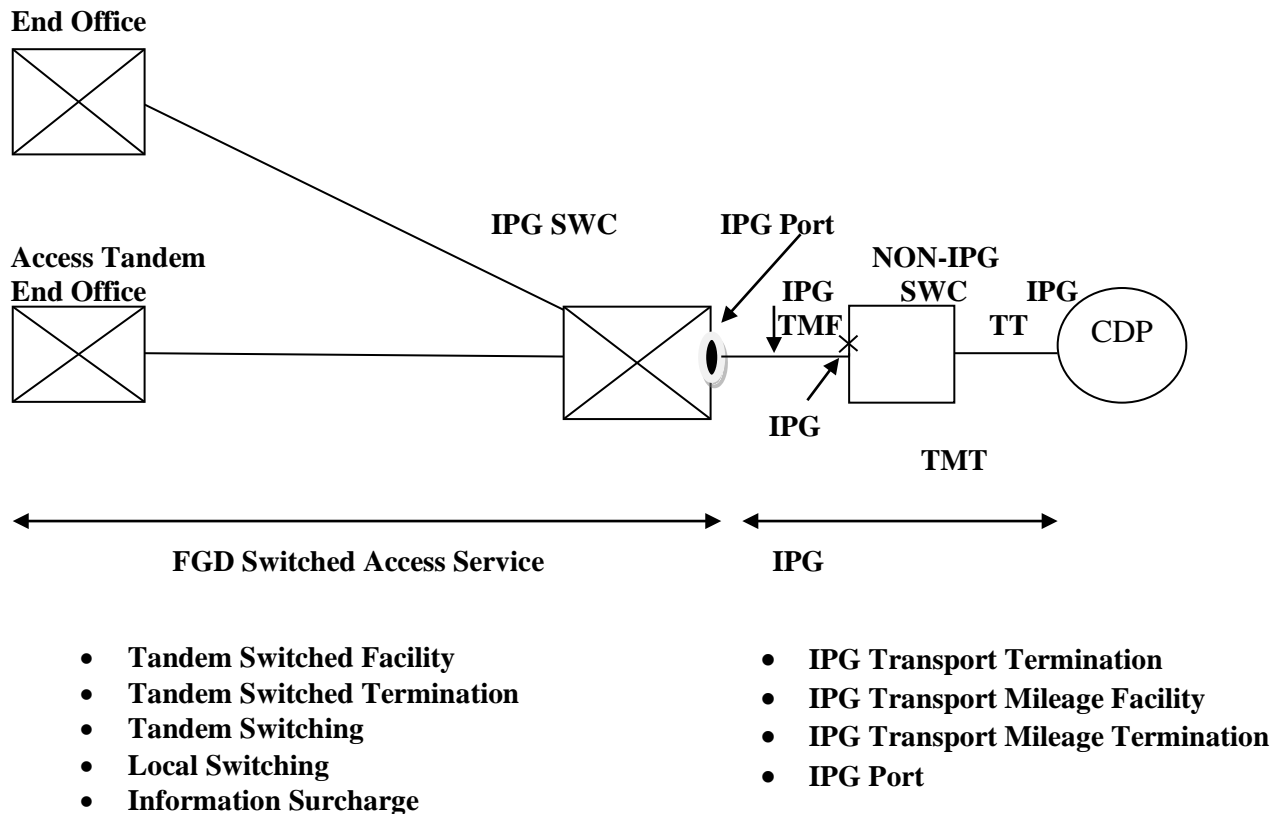 End Office
IPG SWC
IPG Port
Access Tandem
End Office
NON-IPG
SWC
IPG
TMF
IPG
TT
CDP
IPG
TMT
FGD Switched Access Service
IPG
• Tandem Switched Facility
• Tandem Switched Termination
• Tandem Switching
• Local Switching
• Information Surcharge
• IPG Transport Termination
• IPG Transport Mileage Facility
• IPG Transport Mileage Termination
• IPG Port